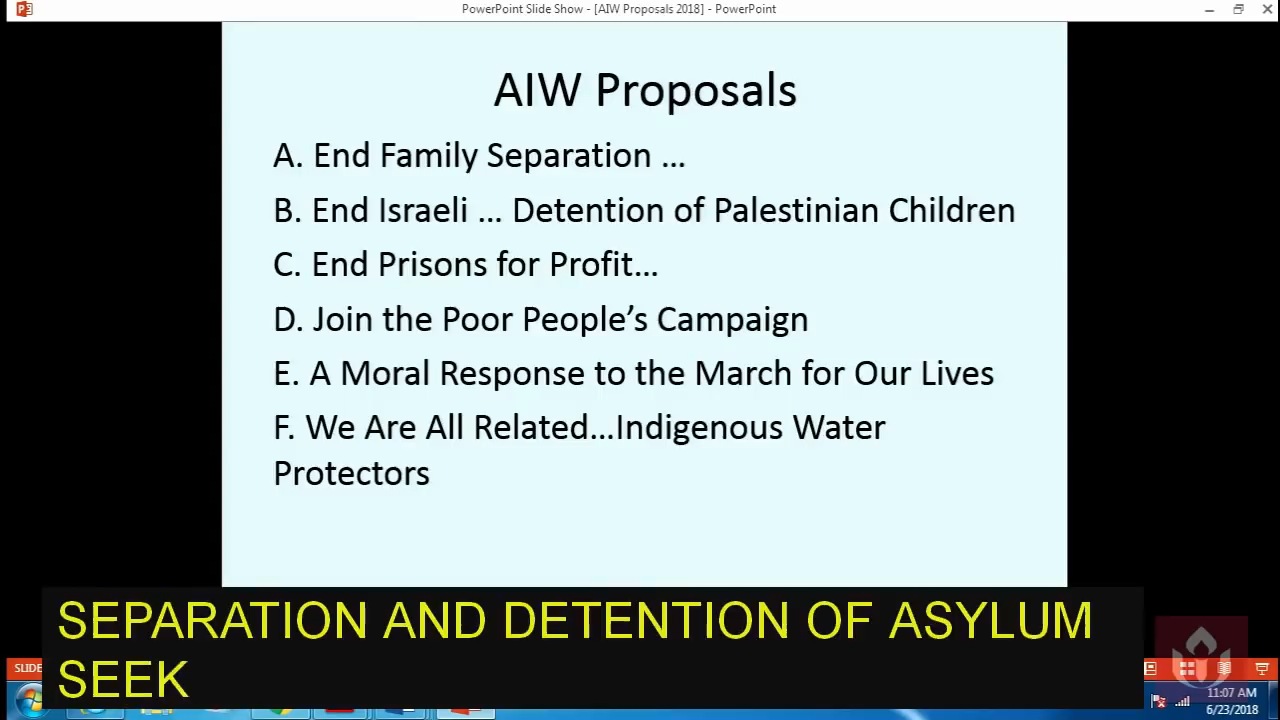 PowerPoint Slide Show - [AIW Proposals 2018] - PowerPoint
AIW Proposals
A. End Family Separation ...
B. End Israeli ... Detention of Palestinian Children
C. End Prisons for Profit...
D. Join the Poor People’s Campaign
E. A Moral Response to the March for Our Lives
F. We Are All Related...Indigenous Water
Protectors
SEPARATION AND DETENTION OF ASYLUM
SEEK
SLIDE
11:07 AM
6/23/2018